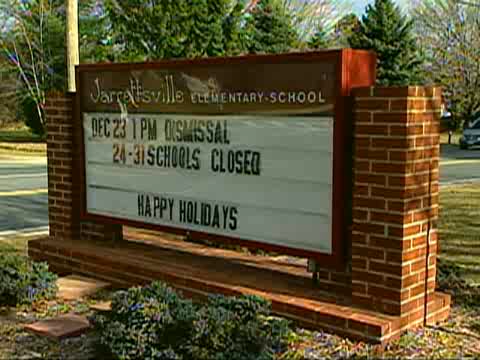 Jarrettsville ELEMENTARY-SCHOOL
DEC 23 1 PM DISMISSAL
24-31 SCHOOLS CLOSED
HAPPY HOLIDAYS